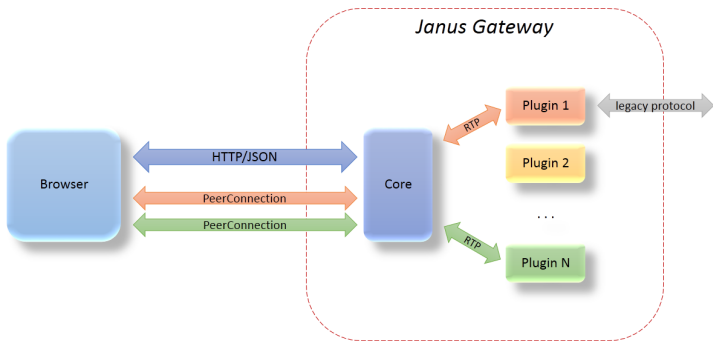 Janus Gateway
Plugin 1
legacy protocol
RTP
HTTP/JSON
Plugin 2
Browser
Core
PeerConnection
. . .
PeerConnection
RTP
Plugin N